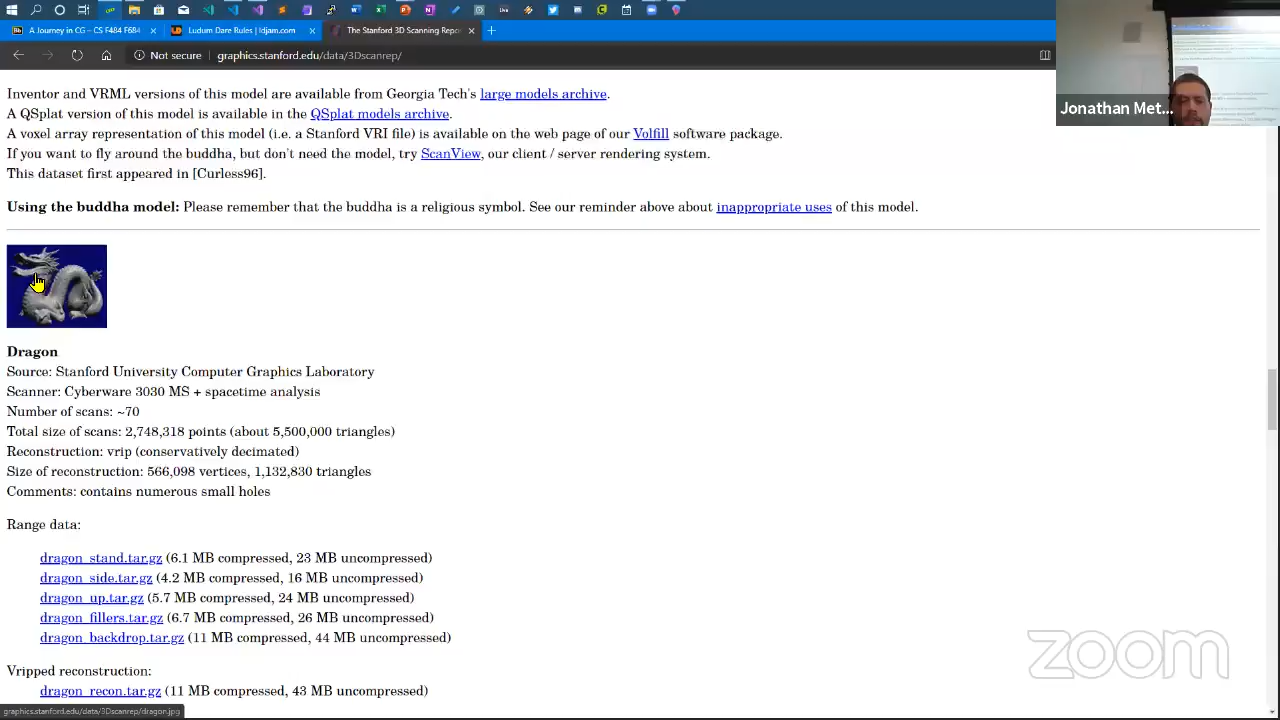 A Journey in CG – CS F484 F684
Ludum Dare Rules | ldjam.com
The Stanford 3D Scanning Repo
Not secure
graphics.stanford.edu/data/3Dscanrep/
Jonathan Met...
Inventor and VRML versions of this model are available from Georgia Tech's large models archive.
A QSplat version of this model is available in the QSplat models archive.
A voxel array representation of this model (i.e. a Stanford VRI file) is available on the web page of our Volfill software package.
If you want to fly around the buddha, but don't need the model, try ScanView, our client / server rendering system.
This dataset first appeared in [Curless96].
Using the buddha model: Please remember that the buddha is a religious symbol. See our reminder above about inappropriate uses of this model.
Dragon
Source: Stanford University Computer Graphics Laboratory
Scanner: Cyberware 3030 MS + spacetime analysis
Number of scans: ~70
Total size of scans: 2,748,318 points (about 5,500,000 triangles)
Reconstruction: vrip (conservatively decimated)
Size of reconstruction: 566,098 vertices, 1,132,830 triangles
Comments: contains numerous small holes
Range data:
dragon_stand.tar.gz (6.1 MB compressed, 23 MB uncompressed)
dragon_side.tar.gz (4.2 MB compressed, 16 MB uncompressed)
dragon_up.tar.gz (5.7 MB compressed, 24 MB uncompressed)
dragon_fillers.tar.gz (6.7 MB compressed, 26 MB uncompressed)
dragon_backdrop.tar.gz (11 MB compressed, 44 MB uncompressed)
Vripped reconstruction:
dragon_recon.tar.gz (11 MB compressed, 43 MB uncompressed)
graphics.stanford.edu/data/3Dscanrep/dragon.jpg
zoom